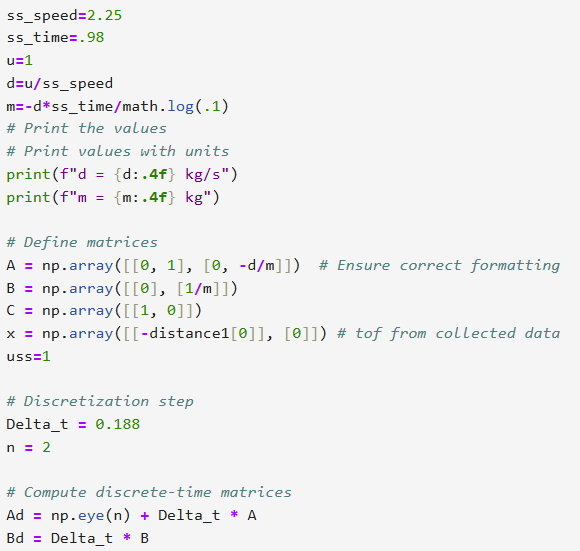 ss_speed=2.25
ss_time=.98
u=1
d=u/ss_speed
m=-d*ss_time/math.log(.1)
# Print the values
# Print values with units
print(f"d = {d:.4f} kg/s")
print(f"m = {m:.4f} kg")
# Define matrices
A = np.array([[0, 1], [0, -d/m]])  # Ensure correct formatting
B = np.array([[0], [1/m]])
C = np.array([[1, 0]])
x = np.array([[-distance1[0]], [0]]) # tof from collected data
uss=1
# Discretization step
Delta_t = 0.188
n = 2
# Compute discrete-time matrices
Ad = np.eye(n) + Delta_t * A
Bd = Delta_t * B